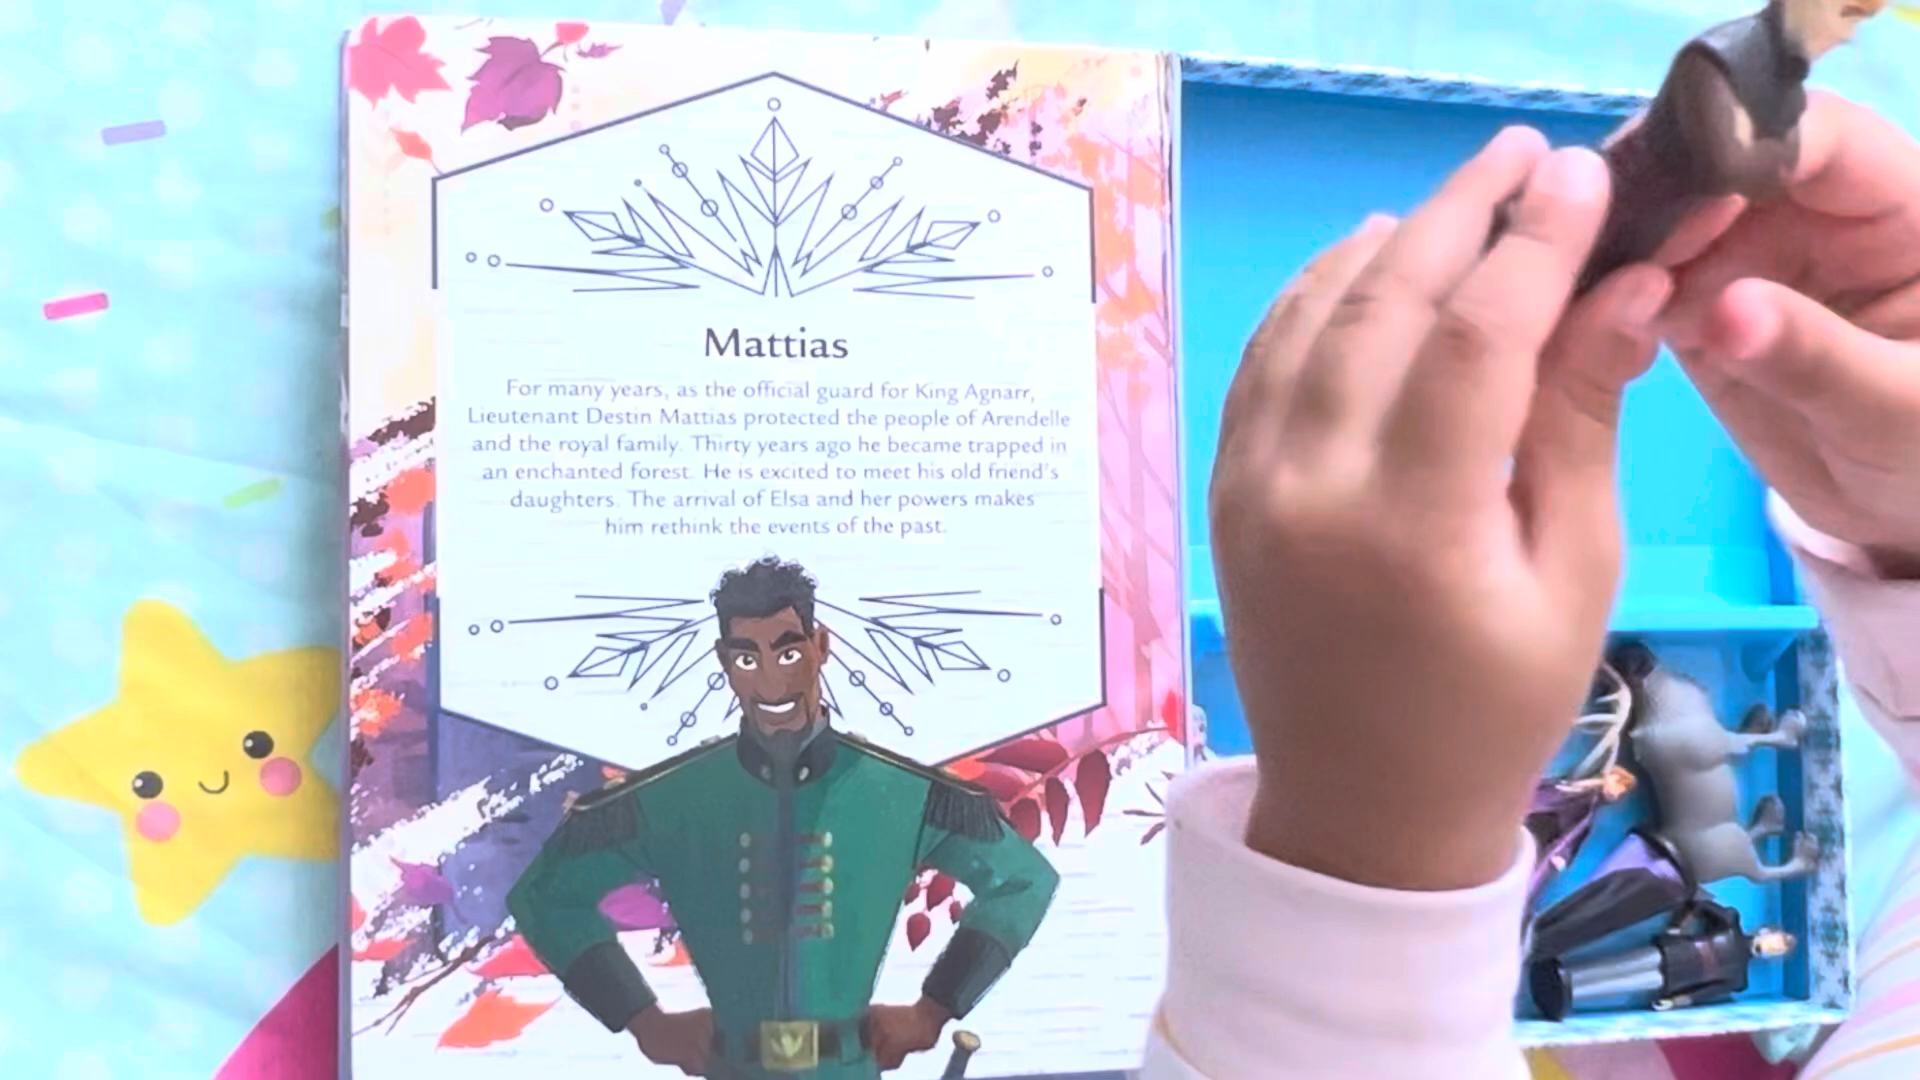 Mattias
For many years, as the official guard for King Agnarr,
Lieutenant Destin Mattias protected the people of Arendelle
and the royal family. Thirty years ago he became trapped in
an enchanted forest. He is excited to meet his old friend's
daughters. The arrival of Elsa and her powers makes
him rethink the events of the past.